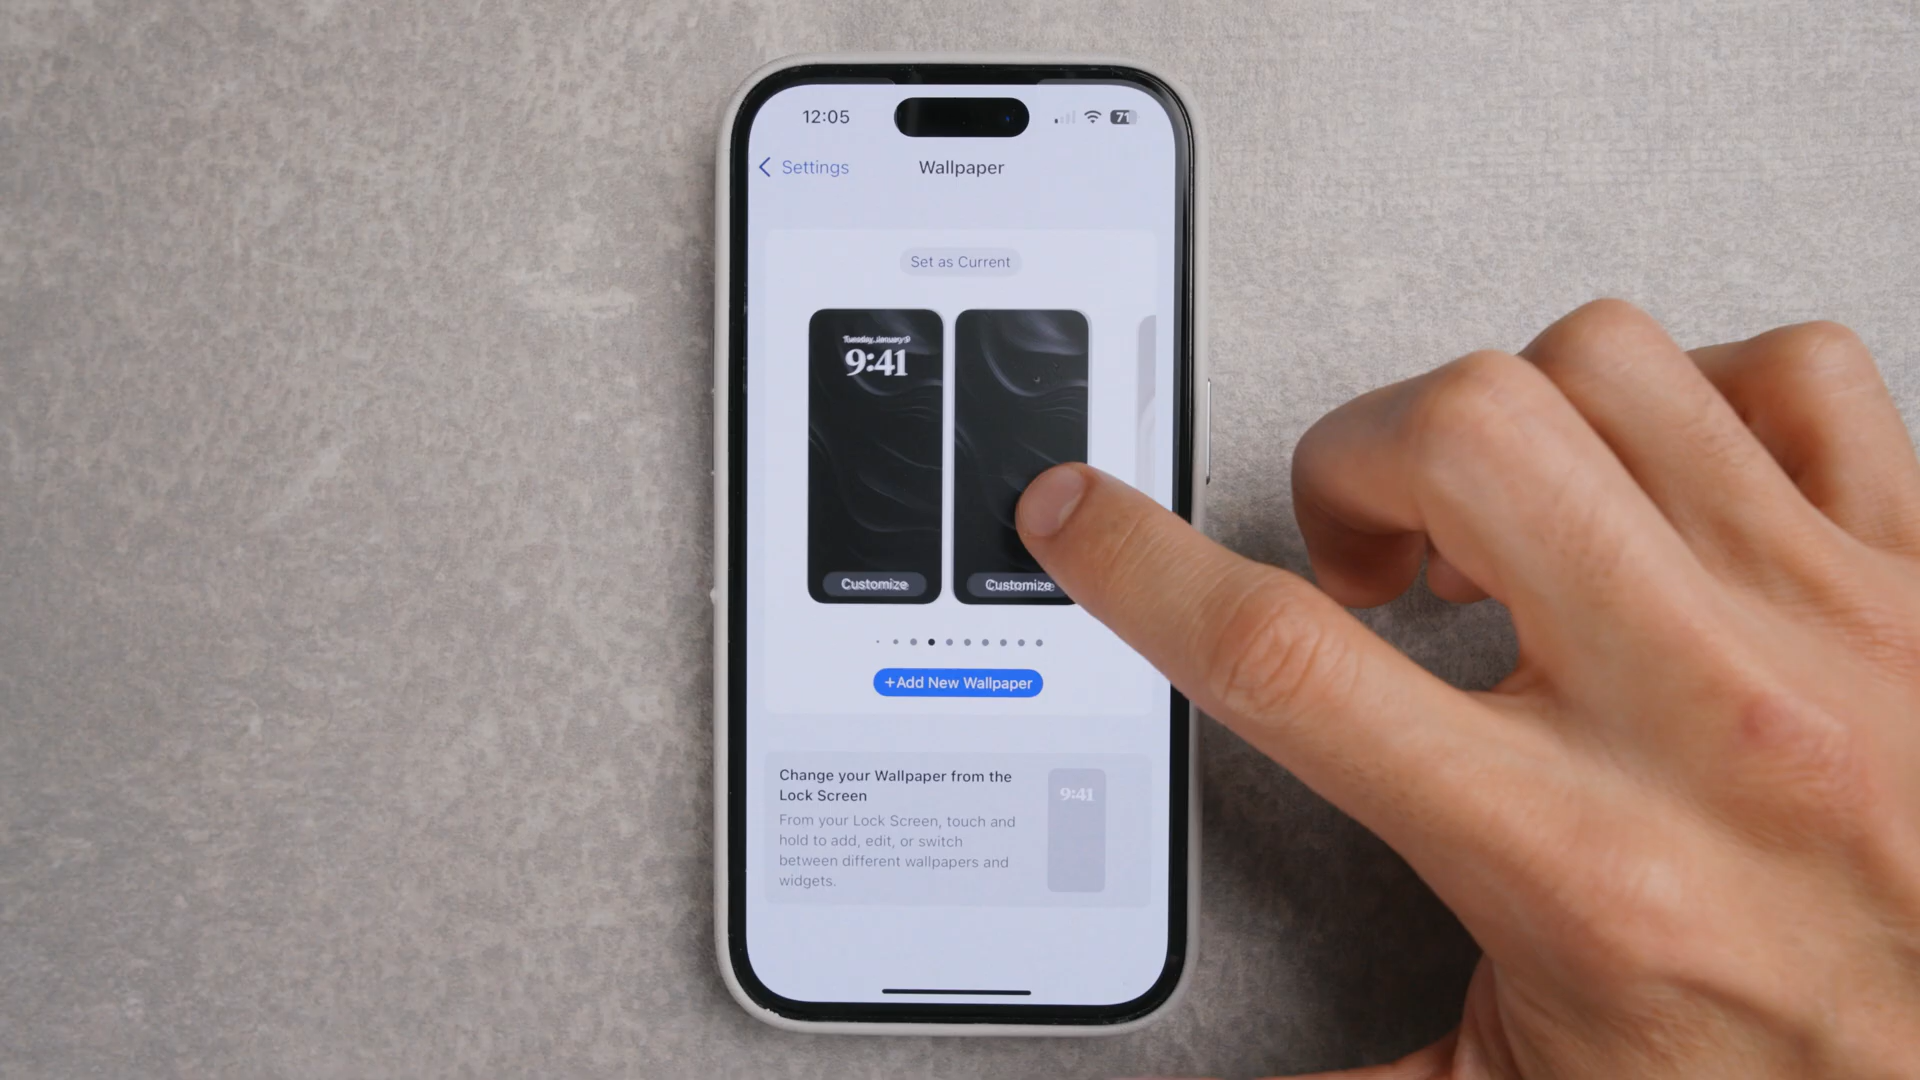 12:05
71
Settings
Wallpaper
Set as Current
Tuesday, January 9
9:41
Customize
Customize
+Add New Wallpaper
Change your Wallpaper from the
Lock Screen
9:41
From your Lock Screen, touch and
hold to add, edit, or switch
between different wallpapers and
widgets.